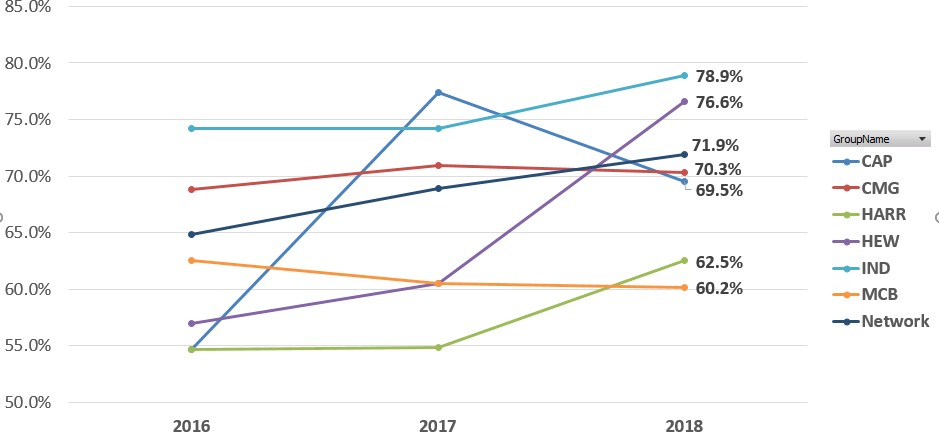 85.0%
80.0%
75.0%
70.0%
65.0%
60.0%
55.0%
50.0%
2016
2017
2018
78.9%
76.6%
71.9%
70.3%
69.5%
62.5%
60.2%
GroupName
CAP
CMG
HARR
HEW
IND
MCB
Network